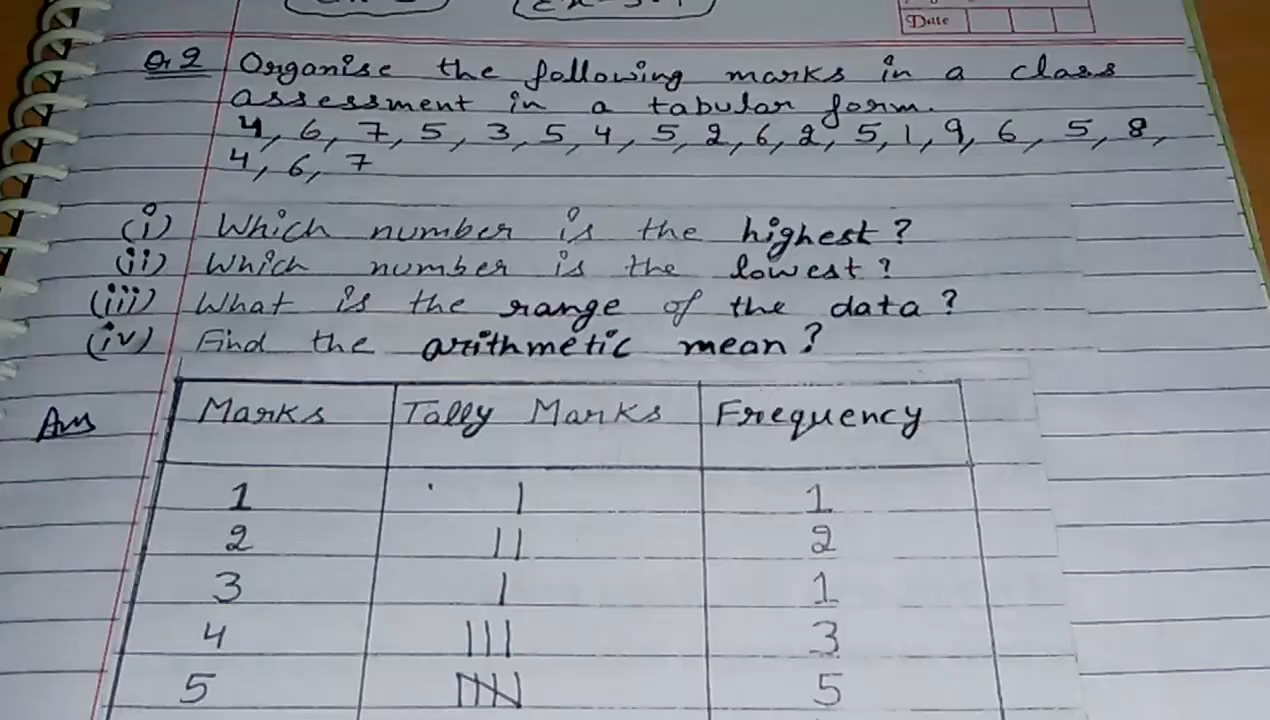 Date
Q.2 Organise the following marks in a class
assessment in a tabular form.
4, 6, 7, 5, 3, 5, 4, 5, 2, 6, 2, 5, 1, 9, 6, 5, 8,
4, 6, 7
(i) Which number is the highest?
(ii) Which number is the lowest?
(iii) What is the range of the data?
(iv) Find the arithmetic mean?
Ans Marks Tally Marks Frequency
1 | 1
2 || 2
3 | 1
4 ||| 3
5 𝍸 5